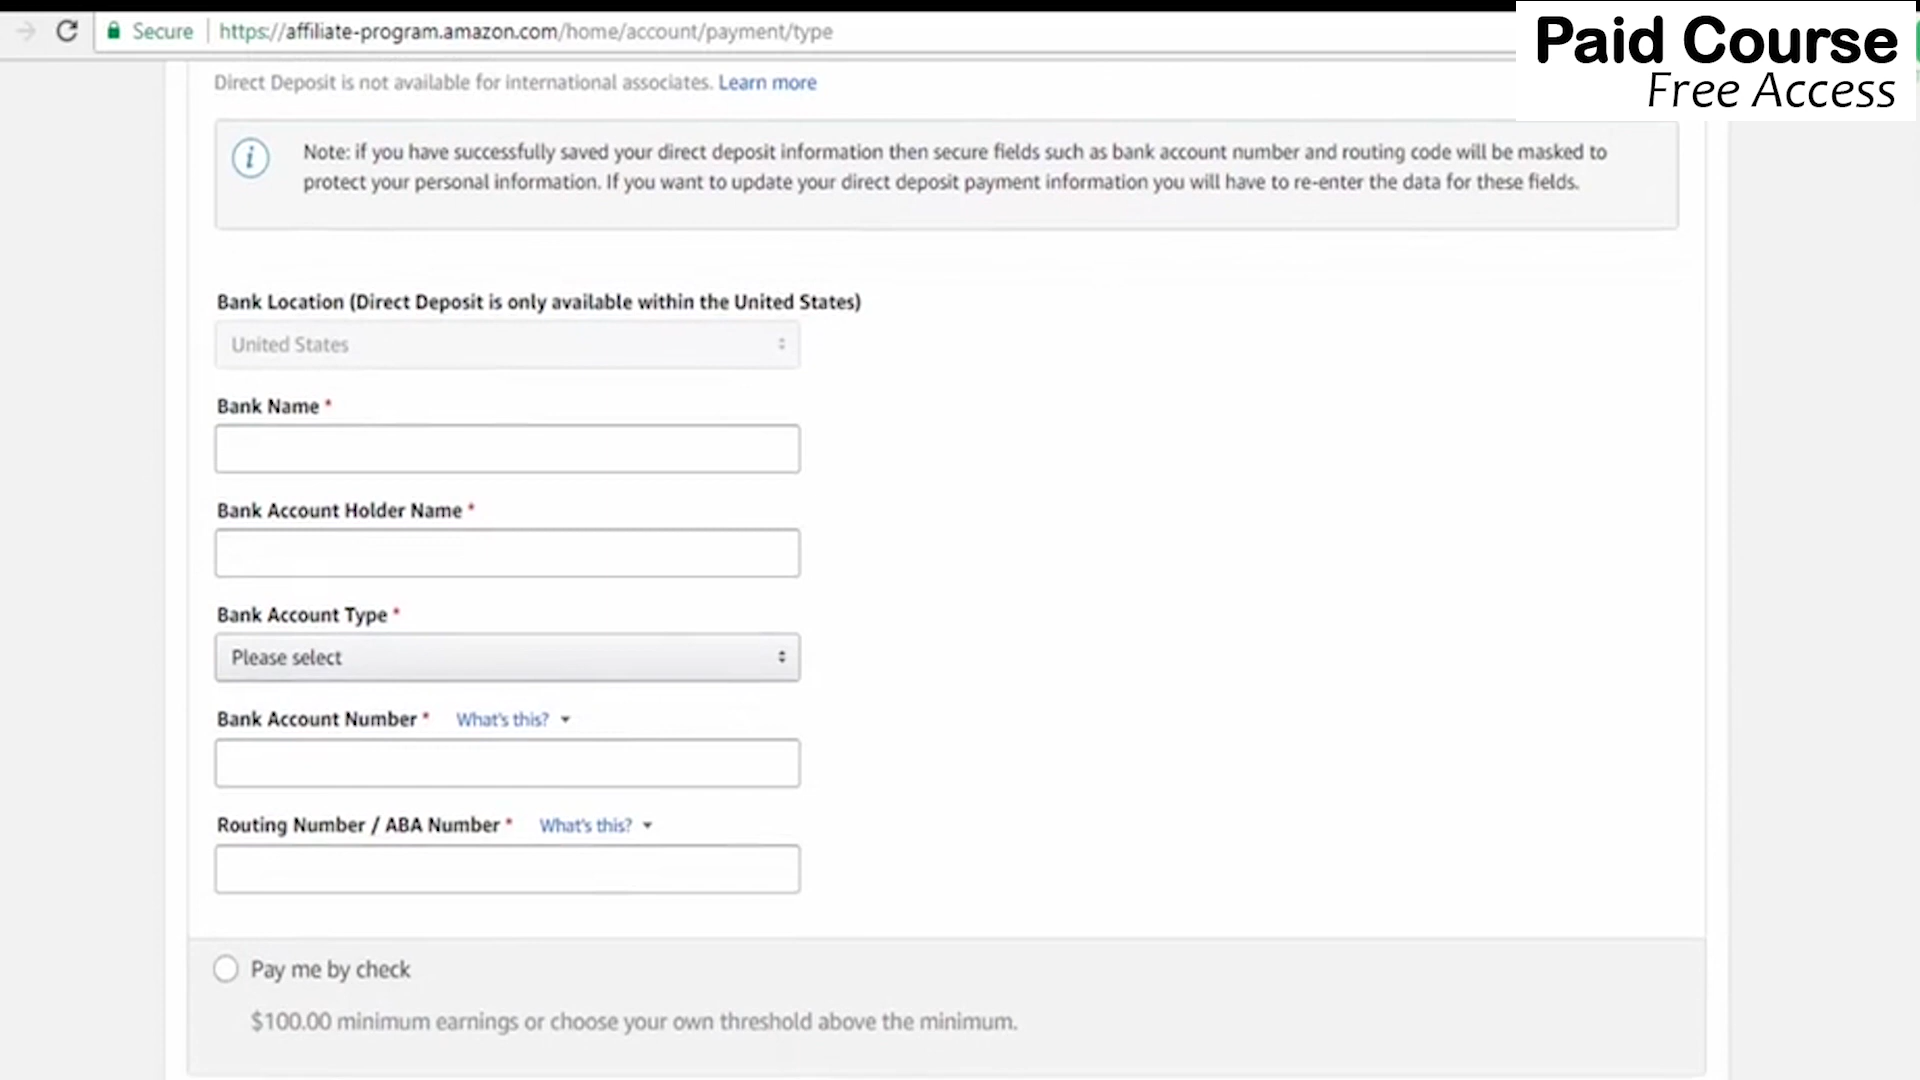 Secure https://affiliate-program.amazon.com/home/account/payment/type
Paid Course
Free Access
Direct Deposit is not available for international associates. Learn more
Note: if you have successfully saved your direct deposit information then secure fields such as bank account number and routing code will be masked to
protect your personal information. If you want to update your direct deposit payment information you will have to re-enter the data for these fields.
Bank Location (Direct Deposit is only available within the United States)
United States
Bank Name *
Bank Account Holder Name *
Bank Account Type *
Please select
Bank Account Number * What's this?
Routing Number / ABA Number * What's this?
Pay me by check
$100.00 minimum earnings or choose your own threshold above the minimum.